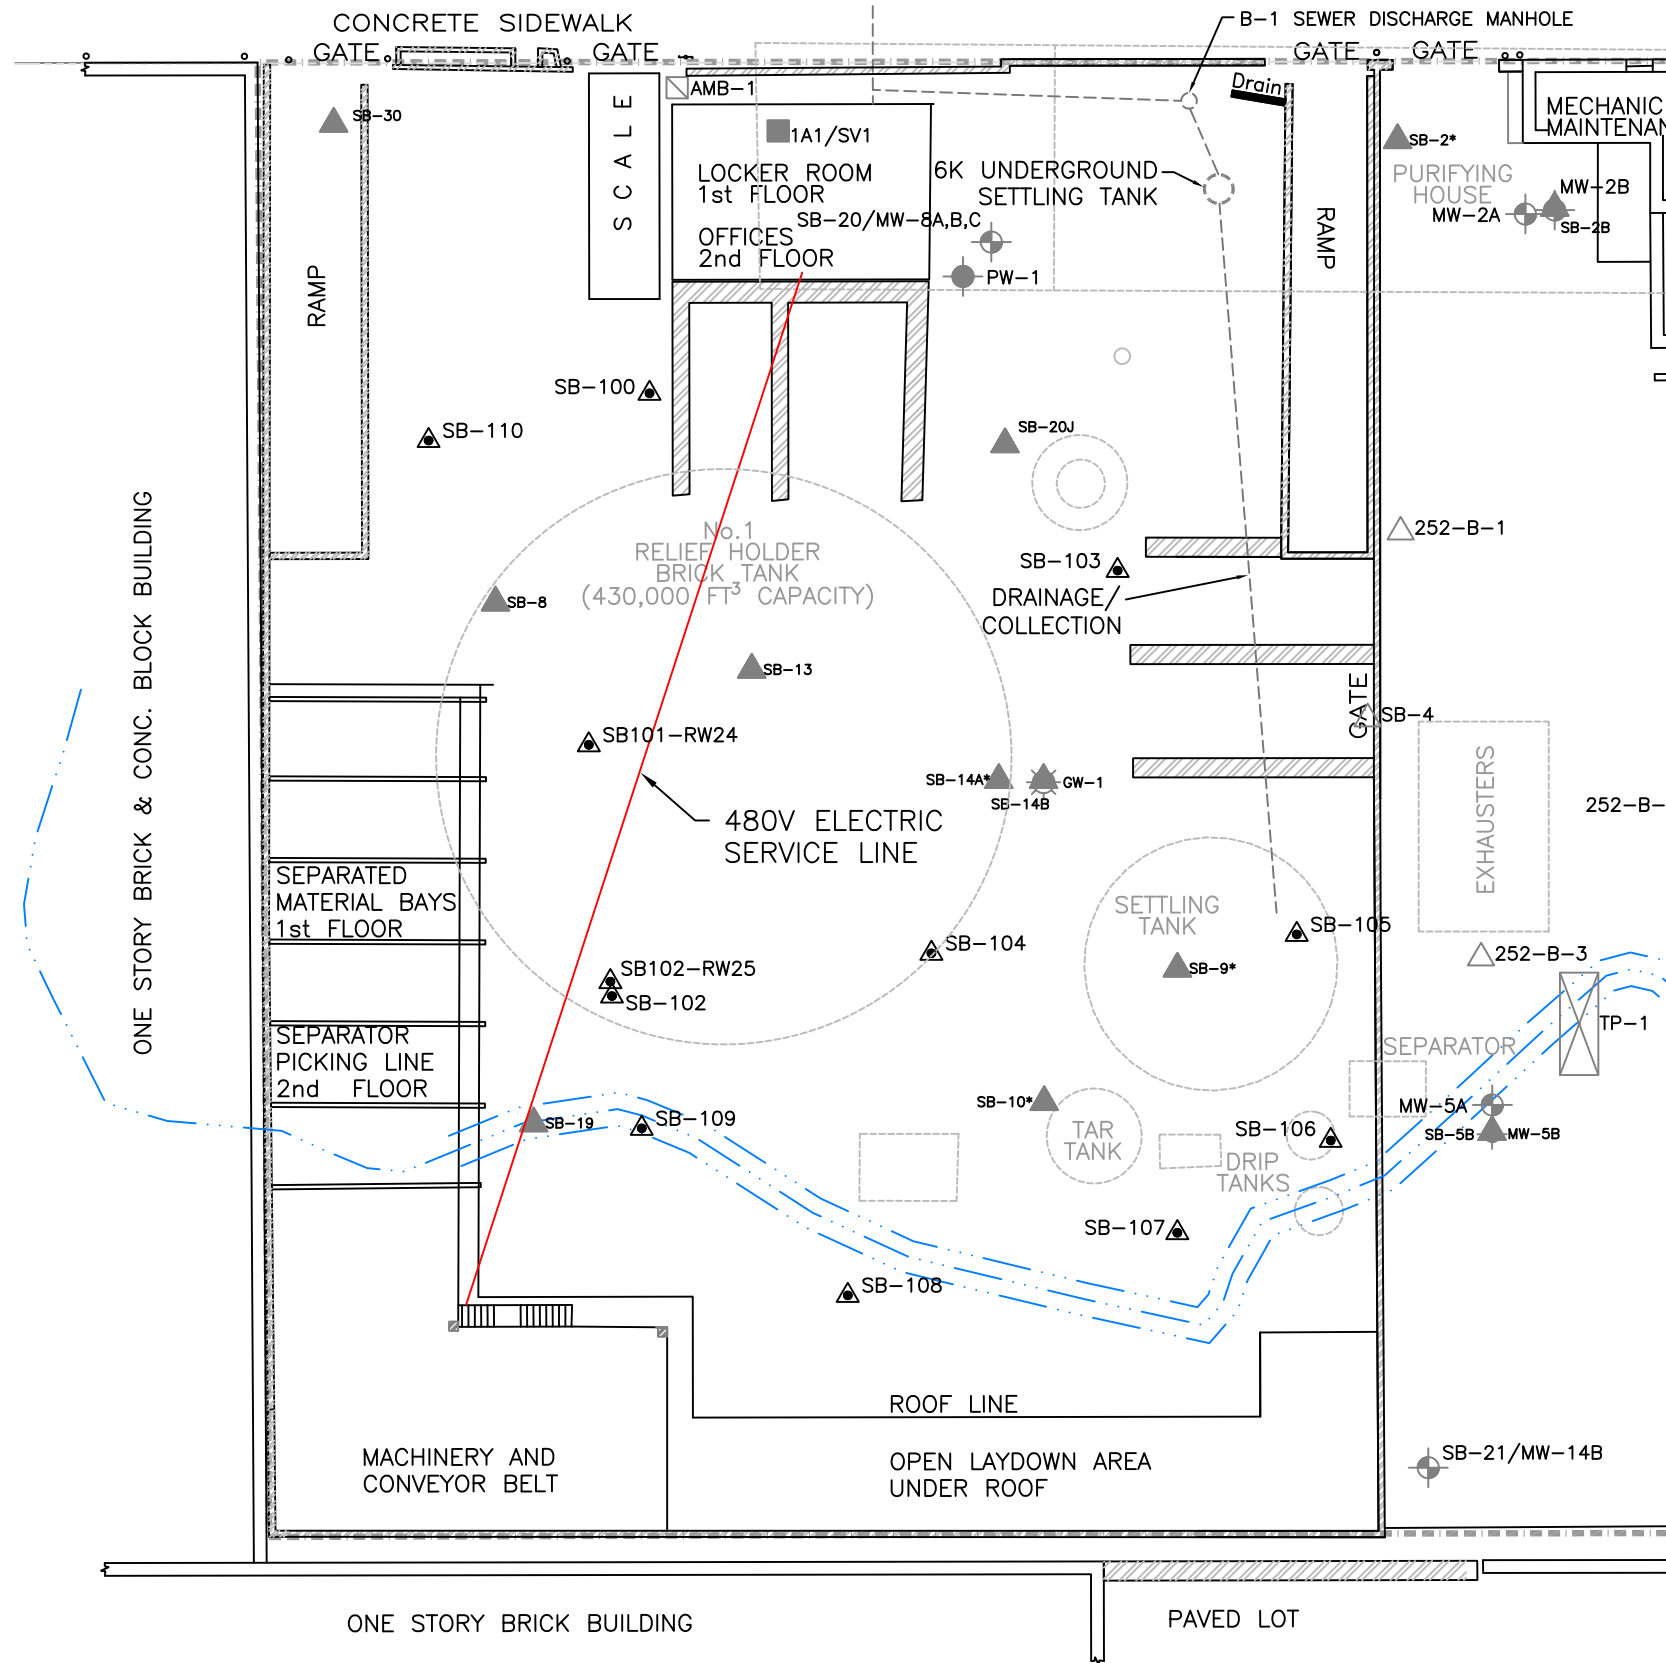 CONCRETE SIDEWALK
GATE
GATE
B-1 SEWER DISCHARGE MANHOLE
GATE
GATE
AMB-1
Drain
SB-30
SCALE
1A1/SV1
LOCKER ROOM
1st FLOOR
OFFICES
2nd FLOOR
6K UNDERGROUND
SETTLING TANK
SB-20/MW-8A,B,C
PW-1
RAMP
RAMP
MECHANIC
SB-2*
PURIFYING
HOUSE
MW-2A
MW-2B
SB-2B
SB-100
SB-110
SB-20J
No.1
RELIEF HOLDER
BRICK TANK
(430,000 FT³ CAPACITY)
SB-8
SB-13
SB-103
DRAINAGE/
COLLECTION
252-B-1
ONE STORY BRICK & CONC. BLOCK BUILDING
SB101-RW24
GATE
SB-4
SB-14A*
SB-14B
GW-1
480V ELECTRIC
SERVICE LINE
EXHAUSTERS
252-B-
SEPARATED
MATERIAL BAYS
1st FLOOR
SETTLING
TANK
SB-9*
SB-104
SB-105
252-B-3
SB102-RW25
SB-102
TP-1
SEPARATOR
PICKING LINE
2nd FLOOR
SEPARATOR
SB-19
SB-109
SB-10*
TAR
TANK
SB-106
DRIP
TANKS
MW-5A
SB-5B
MW-5B
SB-107
SB-108
ROOF LINE
MACHINERY AND
CONVEYOR BELT
OPEN LAYDOWN AREA
UNDER ROOF
SB-21/MW-14B
ONE STORY BRICK BUILDING
PAVED LOT